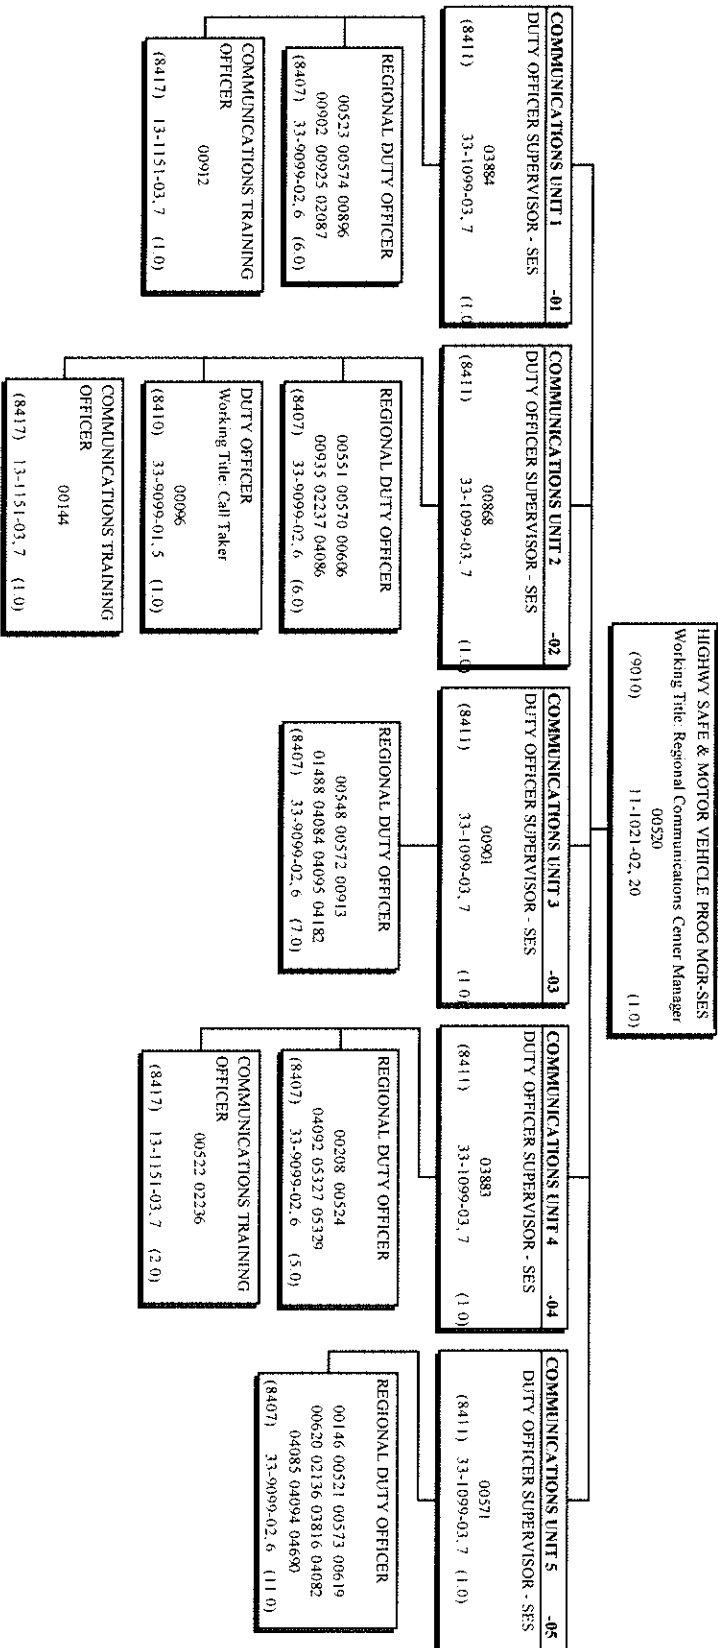 HIGHWY SAFE & MOTOR VEHICLE PROG MGR-SES
Working Title: Regional Communications Center Manager
00520
(9010) 11-1021-02, 20 (1.0)
COMMUNICATIONS UNIT 1 -01
DUTY OFFICER SUPERVISOR - SES
03884
(8411) 33-1099-03, 7 (1.0
REGIONAL DUTY OFFICER
00523 00574 00896
00902 00925 02087
(8407) 33-9099-02, 6 (6.0)
COMMUNICATIONS TRAINING
OFFICER
00912
(8417) 13-1151-03, 7 (1.0)
COMMUNICATIONS UNIT 2 -02
DUTY OFFICER SUPERVISOR - SES
00868
(8411) 33-1099-03, 7 (1.0)
REGIONAL DUTY OFFICER
00551 00570 00606
00935 02237 04086
(8407) 33-9099-02, 6 (6.0)
DUTY OFFICER
Working Title: Call Taker
00096
(8410) 33-9099-01, 5 (1.0)
COMMUNICATIONS TRAINING
OFFICER
00144
(8417) 13-1151-03, 7 (1.0)
COMMUNICATIONS UNIT 3 -03
DUTY OFFICER SUPERVISOR - SES
00901
(8411) 33-1099-03, 7 (1.0)
REGIONAL DUTY OFFICER
00548 00572 00913
01488 04084 04095 04182
(8407) 33-9099-02, 6 (7.0)
COMMUNICATIONS UNIT 4 -04
DUTY OFFICER SUPERVISOR - SES
03883
(8411) 33-1099-03, 7 (1.0)
REGIONAL DUTY OFFICER
00208 00524
04092 05327 05329
(8407) 33-9099-02, 6 (5.0)
COMMUNICATIONS TRAINING
OFFICER
00522 02236
(8417) 13-1151-03, 7 (2.0)
COMMUNICATIONS UNIT 5 -05
DUTY OFFICER SUPERVISOR - SES
00571
(8411) 33-1099-03, 7 (1.0)
REGIONAL DUTY OFFICER
00146 00521 00573 00619
00620 02136 03816 04082
04085 04094 04690
(8407) 33-9099-02, 6 (11.0)